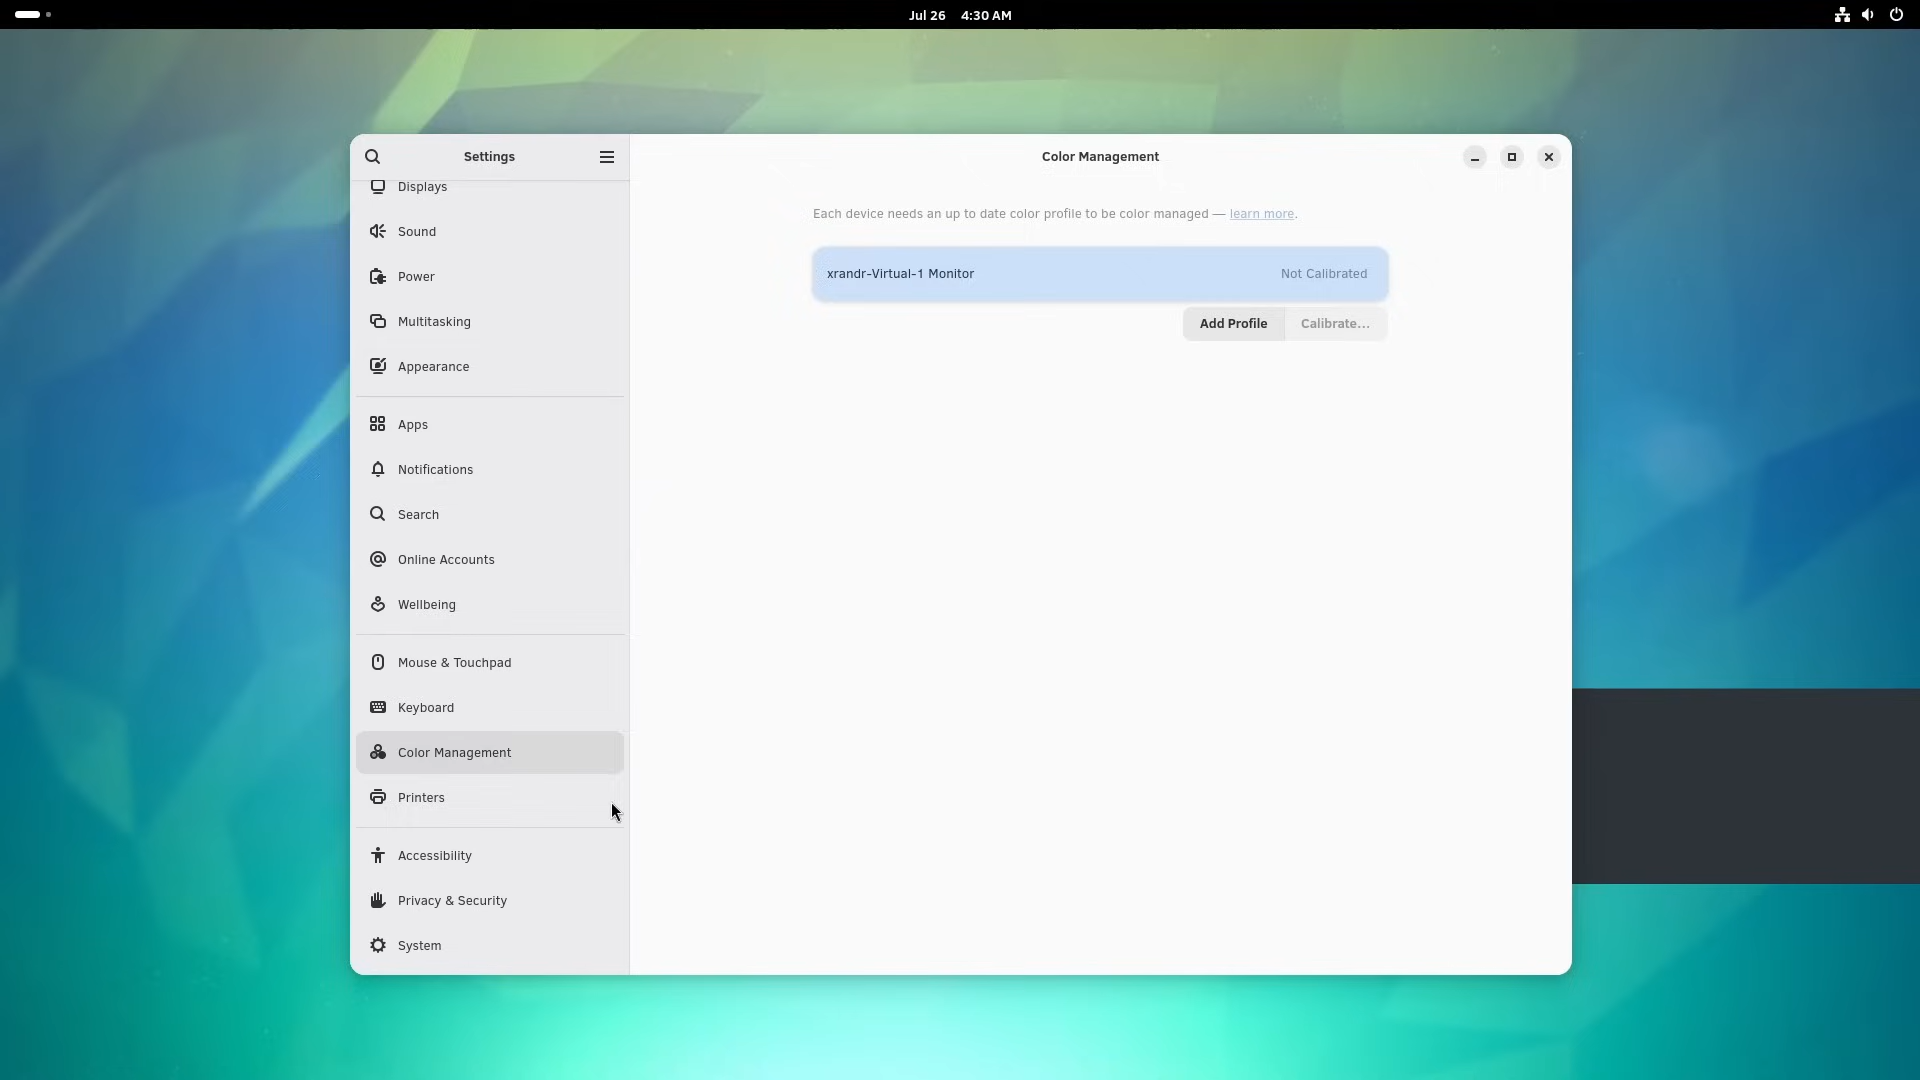 Jul 26 4:30 AM
Settings
Color Management
Displays
Sound
Power
Multitasking
Appearance
Apps
Notifications
Search
Online Accounts
Wellbeing
Mouse & Touchpad
Keyboard
Color Management
Printers
Accessibility
Privacy & Security
System
Each device needs an up to date color profile to be color managed — learn more.
xrandr-Virtual-1 Monitor Not Calibrated
Add Profile Calibrate…